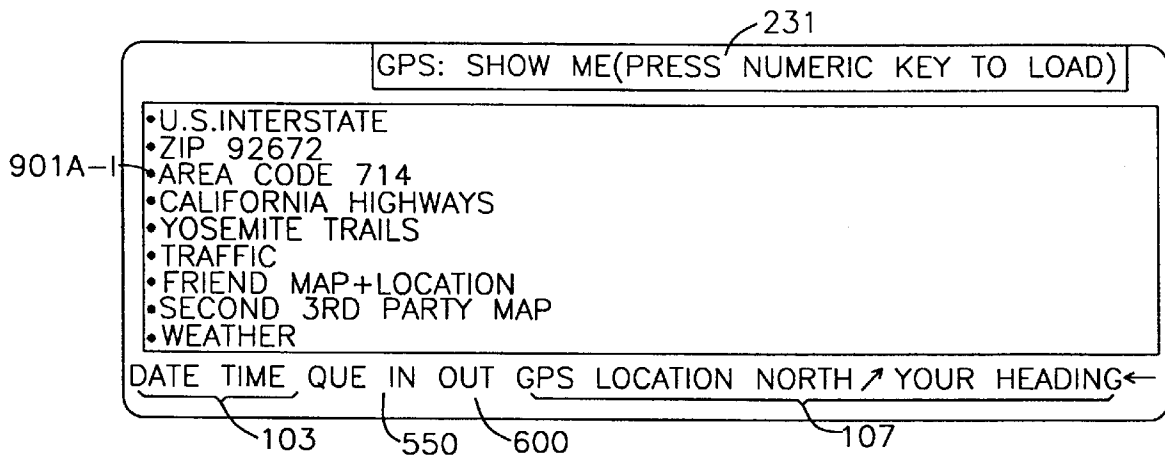 231
GPS: SHOW ME(PRESS NUMERIC KEY TO LOAD)
•U.S.INTERSTATE
•ZIP 92672
901A-I •AREA CODE 714
•CALIFORNIA HIGHWAYS
•YOSEMITE TRAILS
•TRAFFIC
•FRIEND MAP+LOCATION
•SECOND 3RD PARTY MAP
•WEATHER
DATE TIME QUE IN OUT GPS LOCATION NORTH↗YOUR HEADING←
103 550 600 107